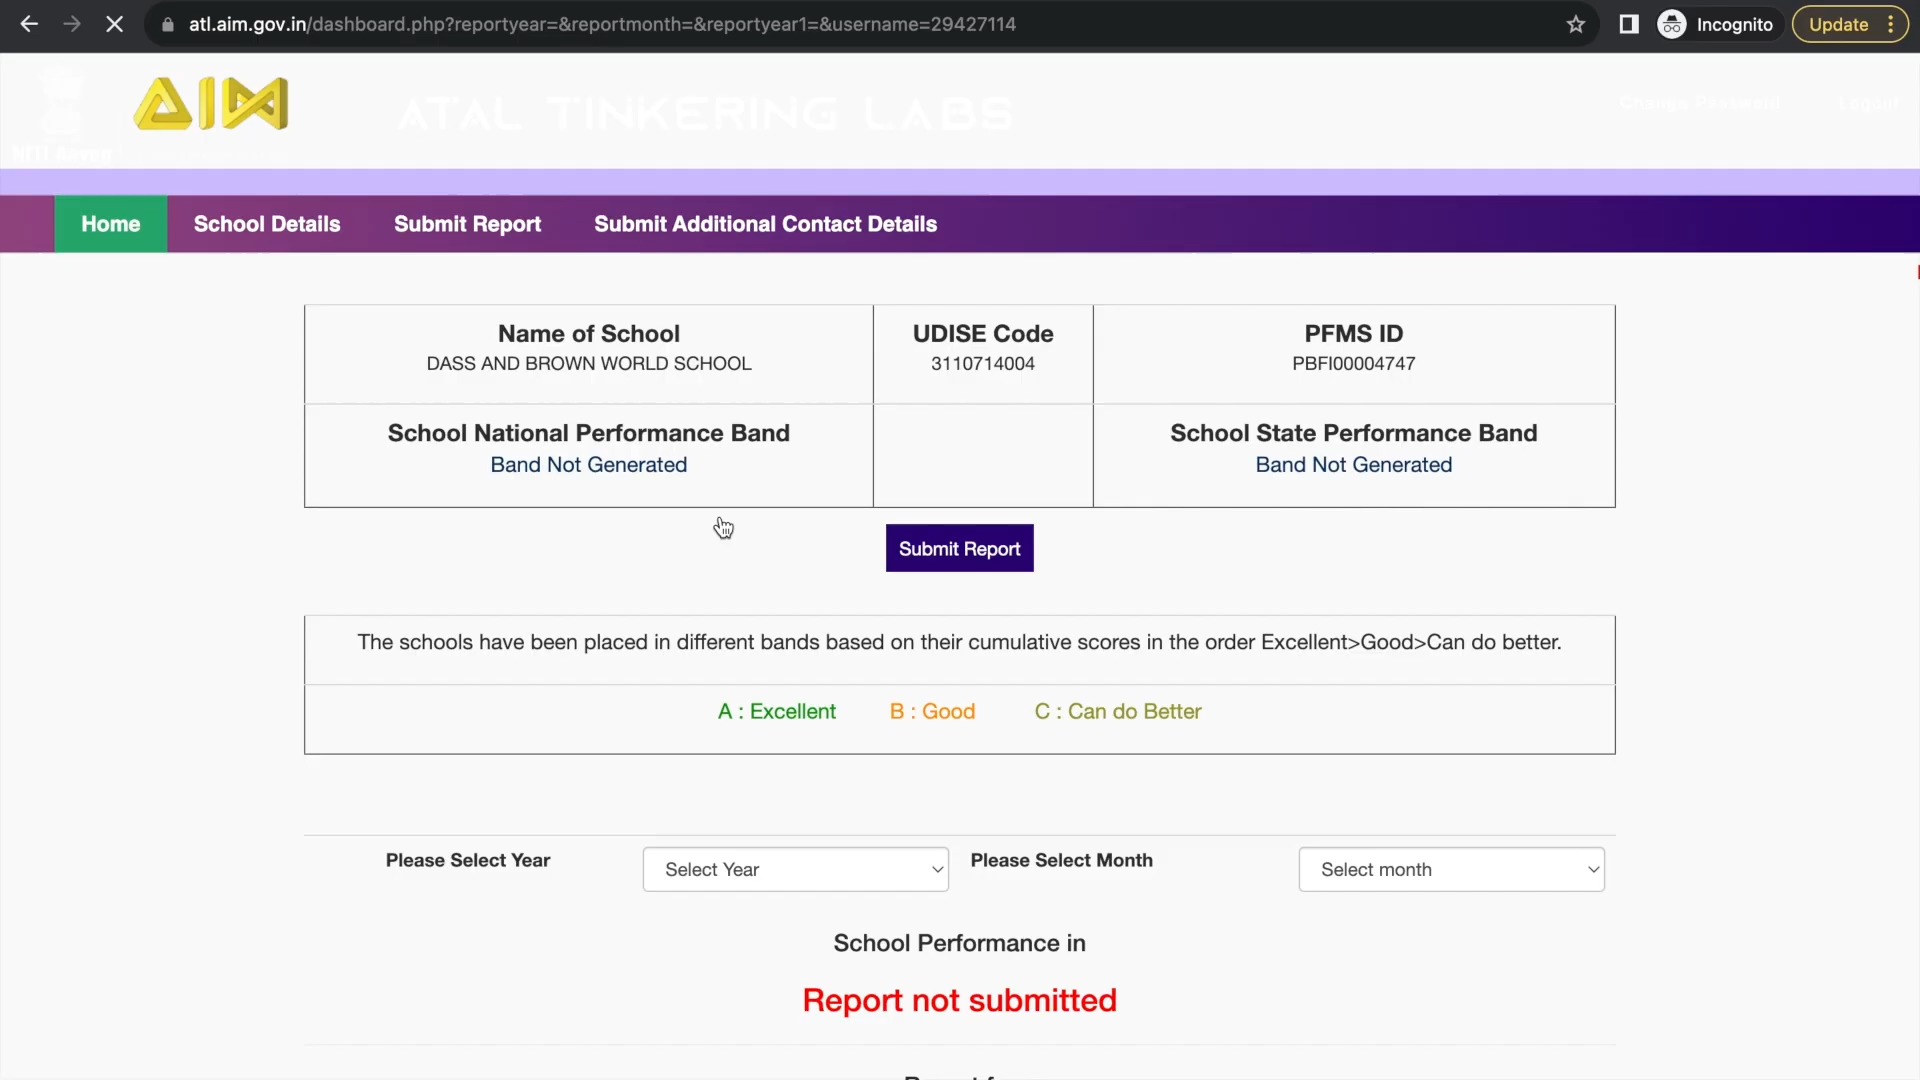 atl.aim.gov.in/dashboard.php?reportyear=&reportmonth=&reportyear1=&username=29427114
Incognito
Update
AIM
ATAL TINKERING LABS
Change Password
Logout
NITI Aayog
Home
School Details
Submit Report
Submit Additional Contact Details
Name of School
DASS AND BROWN WORLD SCHOOL
UDISE Code
3110714004
PFMS ID
PBFI00004747
School National Performance Band
Band Not Generated
School State Performance Band
Band Not Generated
Submit Report
The schools have been placed in different bands based on their cumulative scores in the order Excellent>Good>Can do better.
A : Excellent
B : Good
C : Can do Better
Please Select Year
Select Year
Please Select Month
Select month
School Performance in
Report not submitted